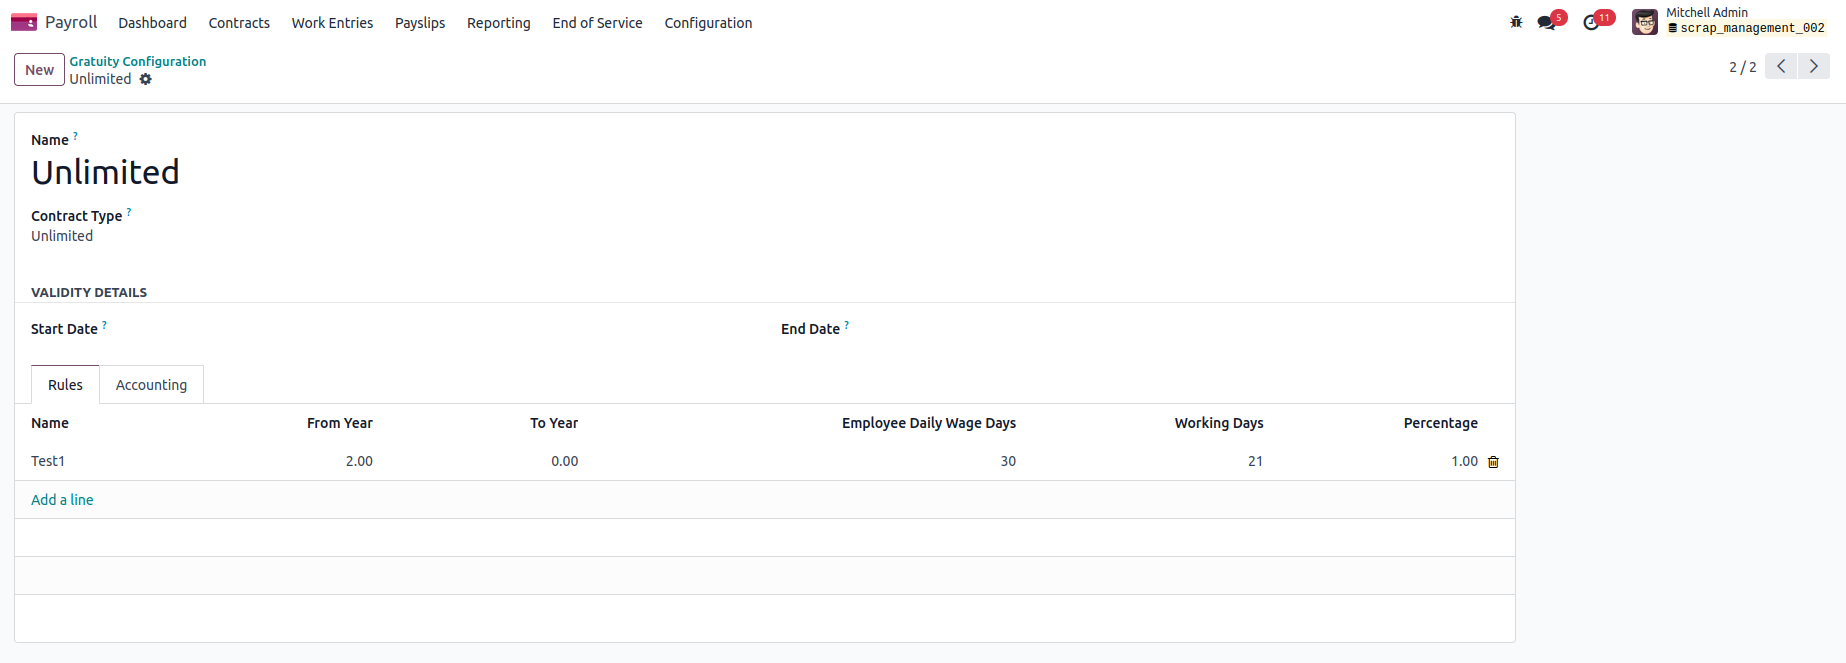 Payroll Dashboard Contracts Work Entries Payslips Reporting End of Service Configuration 5 11 Mitchell Admin
scrap_management_002
New Gratuity Configuration
Unlimited
2 / 2
Name ?
Unlimited
Contract Type ?
Unlimited
VALIDITY DETAILS
Start Date ? End Date ?
Rules Accounting
Name From Year To Year Employee Daily Wage Days Working Days Percentage
Test1 2.00 0.00 30 21 1.00
Add a line